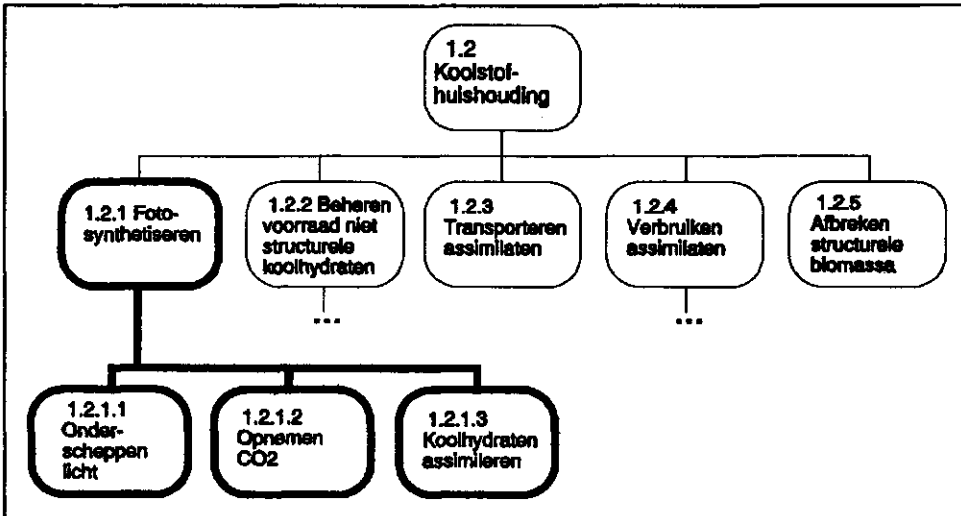 1.2
Koolstof-
huishouding
1.2.1 Foto-
synthetiseren
1.2.2 Beheren
voorraad niet
structurele
koolhydraten
...
1.2.3
Transporteren
assimilaten
1.2.4
Verbruiken
assimilaten
...
1.2.5
Afbreken
structurele
biomassa
1.2.1.1
Onder-
scheppen
licht
1.2.1.2
Opnemen
CO2
1.2.1.3
Koolhydraten
assimileren